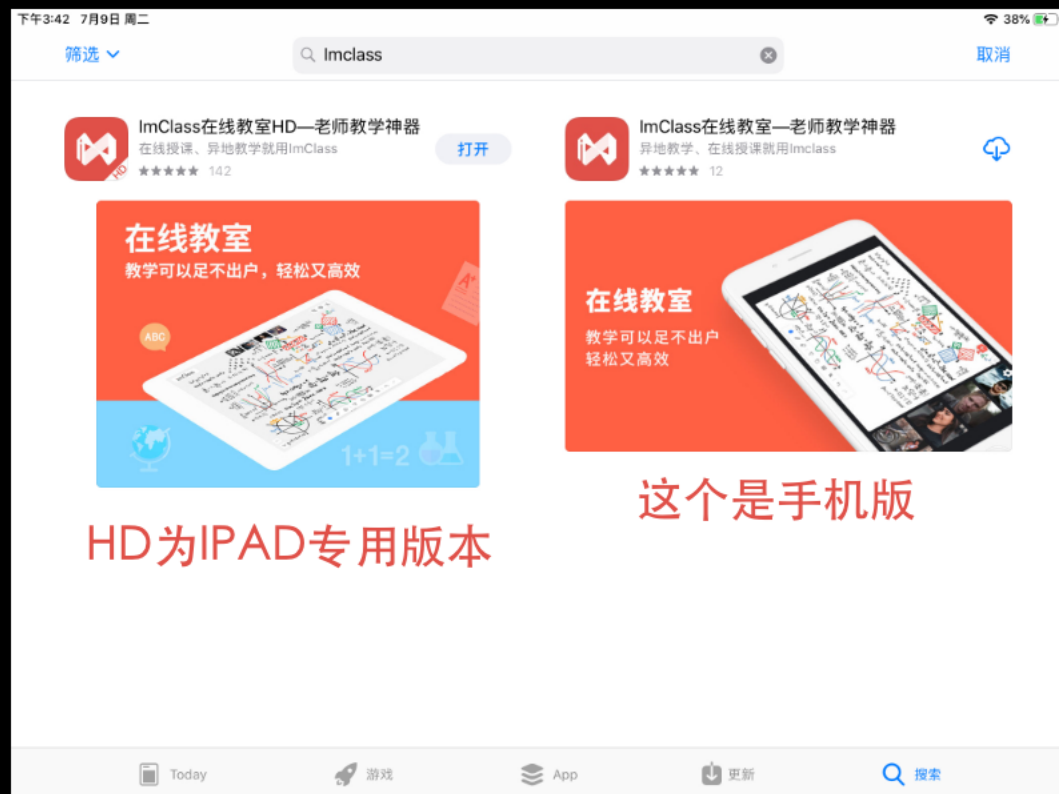 下午3:42 7月9日 周二
38%
筛选
Imclass
取消
ImClass在线教室HD—老师教学神器
在线授课、异地教学就用ImClass
142
打开
HD
ImClass在线教室—老师教学神器
异地教学、在线授课就用Imclass
12
在线教室
教学可以足不出户，轻松又高效
A+
ABC
1+1=2
在线教室
教学可以足不出户
轻松又高效
HD为IPAD专用版本
这个是手机版
Today
游戏
App
更新
搜索